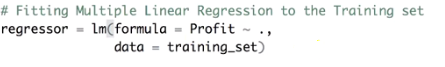 # Fitting Multiple Linear Regression to the Training set
regressor = lm(formula = Profit ~ .,
data = training_set)